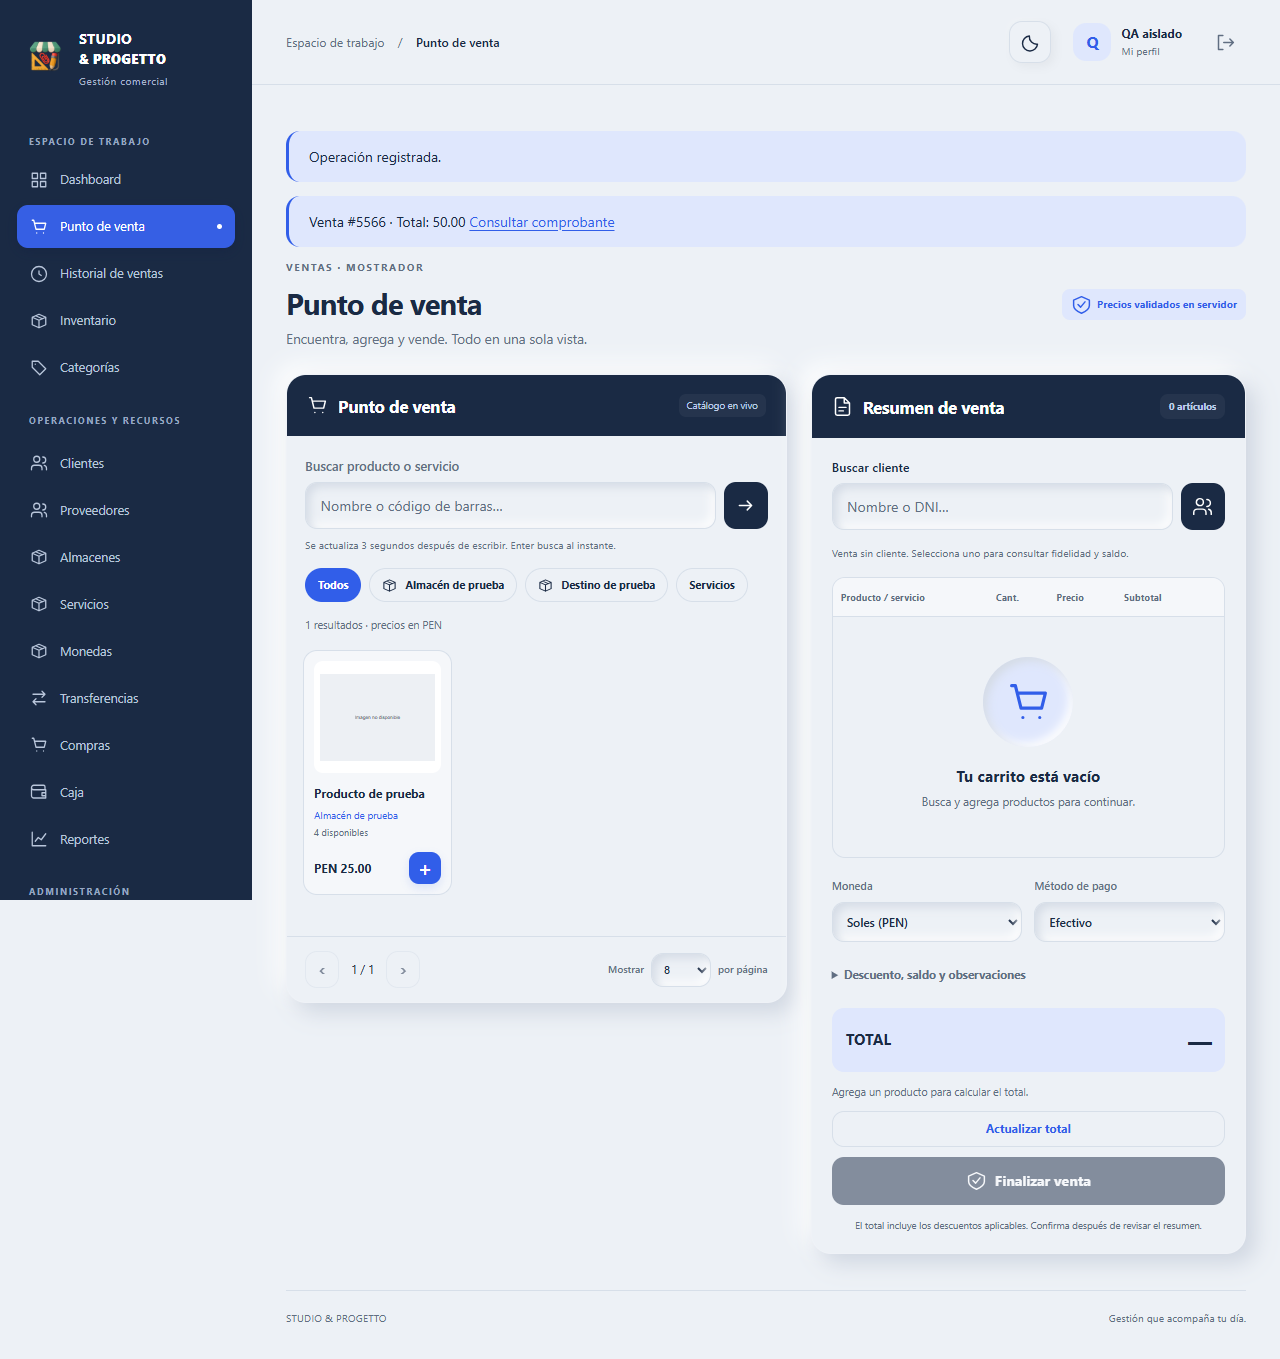 STUDIO
& PROGETTO
Gestión comercial
ESPACIO DE TRABAJO
Dashboard
Punto de venta
Historial de ventas
Inventario
Categorías
OPERACIONES Y RECURSOS
Clientes
Proveedores
Almacenes
Servicios
Monedas
Transferencias
Compras
Caja
Reportes
ADMINISTRACIÓN
Espacio de trabajo / Punto de venta
Q
QA aislado
Mi perfil
Operación registrada.
Venta #5566 · Total: 50.00 Consultar comprobante
VENTAS · MOSTRADOR
Punto de venta
Encuentra, agrega y vende. Todo en una sola vista.
Precios validados en servidor
Punto de venta
Catálogo en vivo
Buscar producto o servicio
Nombre o código de barras...
Se actualiza 3 segundos después de escribir. Enter busca al instante.
Todos
Almacén de prueba
Destino de prueba
Servicios
1 resultados · precios en PEN
Imagen no disponible
Producto de prueba
Almacén de prueba
4 disponibles
PEN 25.00
+
‹ 1 / 1 ›
Mostrar 8 por página
Resumen de venta
0 artículos
Buscar cliente
Nombre o DNI...
Venta sin cliente. Selecciona uno para consultar fidelidad y saldo.
Producto / servicio Cant. Precio Subtotal
Tu carrito está vacío
Busca y agrega productos para continuar.
Moneda
Soles (PEN)
Método de pago
Efectivo
Descuento, saldo y observaciones
TOTAL —
Agrega un producto para calcular el total.
Actualizar total
Finalizar venta
El total incluye los descuentos aplicables. Confirma después de revisar el resumen.
STUDIO & PROGETTO
Gestión que acompaña tu día.